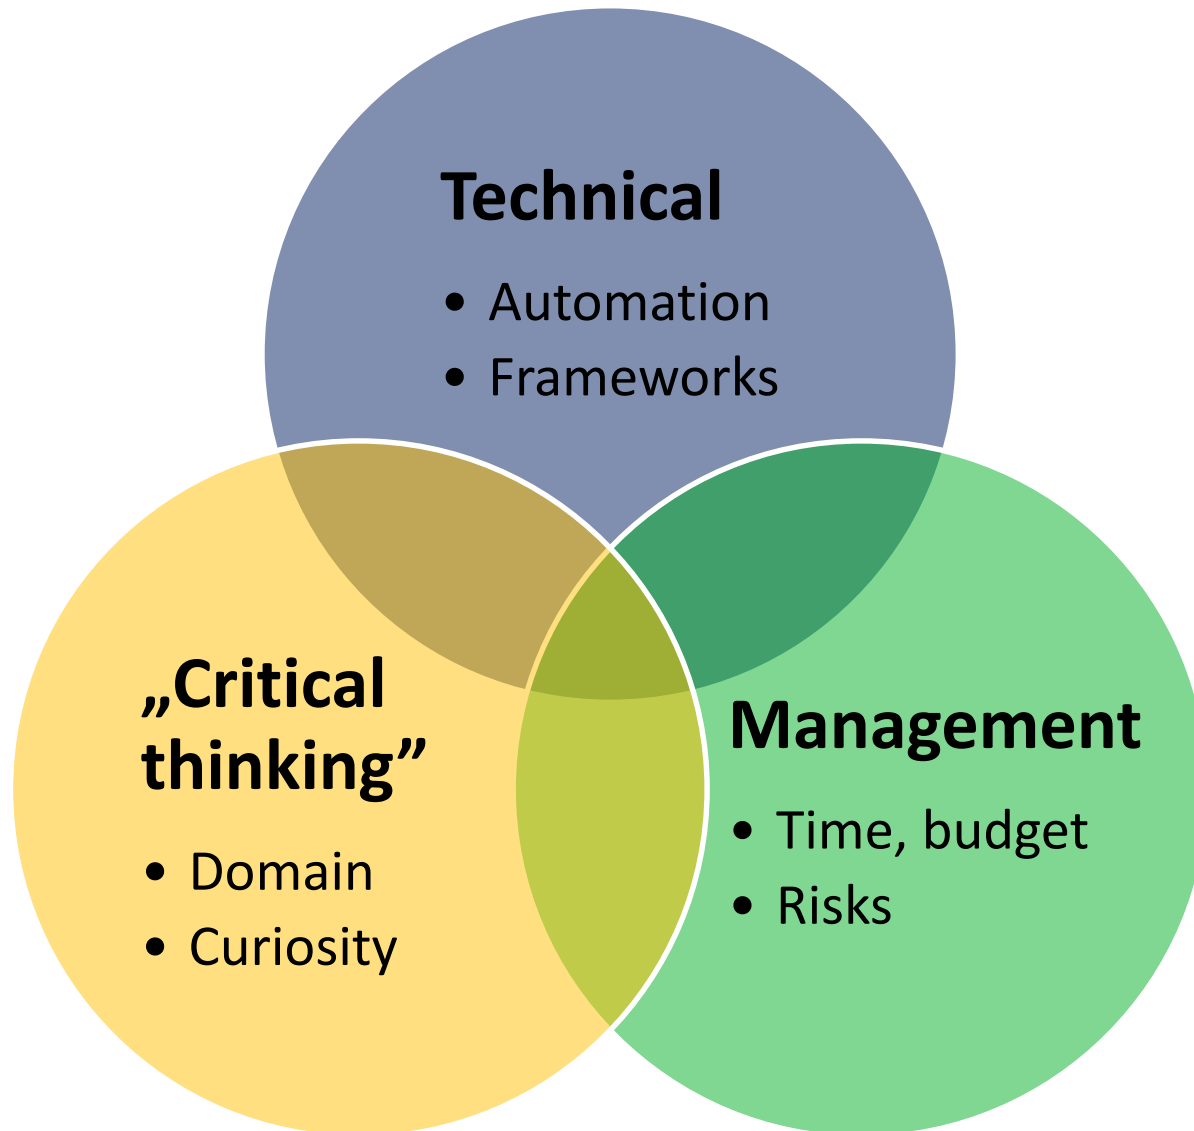 Technical
• Automation
• Frameworks
„Critical
thinking”
• Domain
• Curiosity
Management
• Time, budget
• Risks